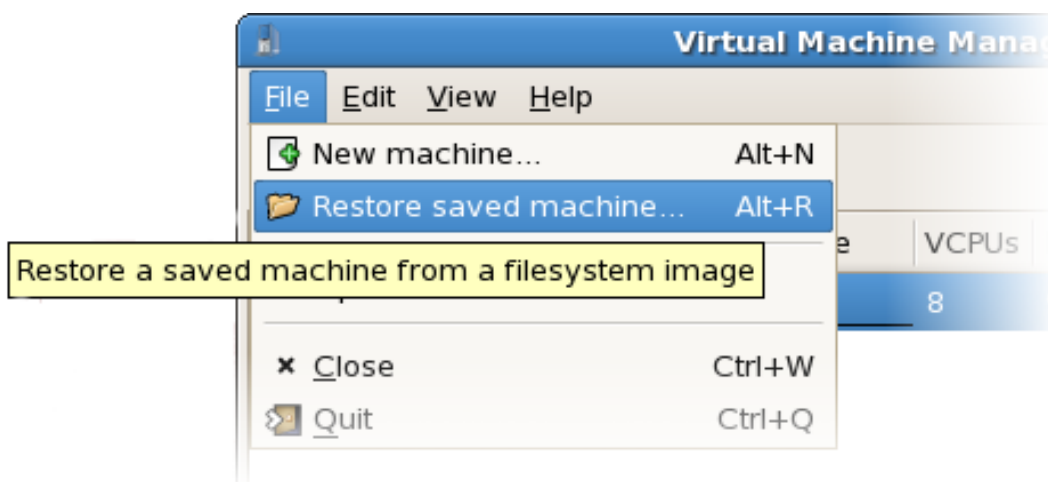 Virtual Machine Mana
File Edit View Help
New machine... Alt+N
Restore saved machine... Alt+R
e VCPUs
Restore a saved machine from a filesystem image
8
Close Ctrl+W
Quit Ctrl+Q